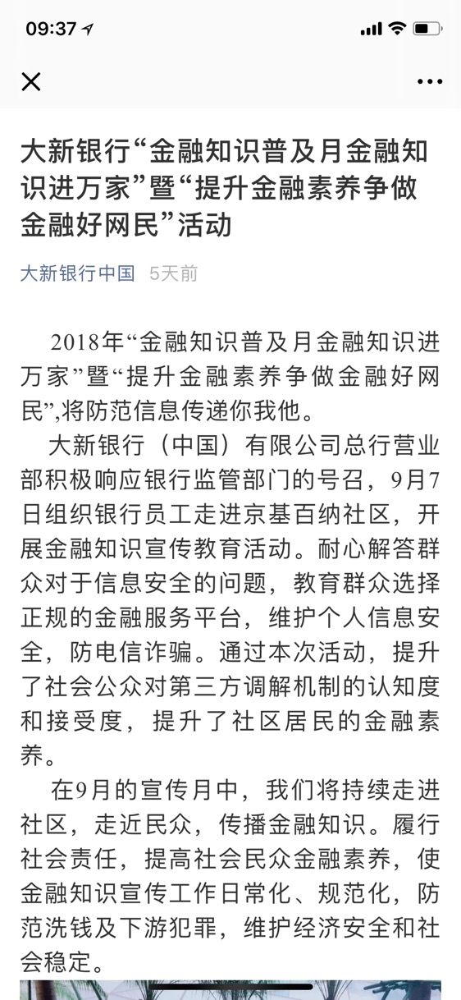 09:37
大新银行“金融知识普及月金融知
识进万家”暨“提升金融素养争做
金融好网民”活动
大新银行中国 5天前
2018年“金融知识普及月金融知识进
万家”暨“提升金融素养争做金融好网
民”,将防范信息传递你我他。
大新银行（中国）有限公司总行营业
部积极响应银行监管部门的号召，9月7
日组织银行员工走进京基百纳社区，开
展金融知识宣传教育活动。耐心解答群
众对于信息安全的问题，教育群众选择
正规的金融服务平台，维护个人信息安
全，防电信诈骗。通过本次活动，提升
了社会公众对第三方调解机制的认知度
和接受度，提升了社区居民的金融素
养。
在9月的宣传月中，我们将持续走进
社区，走近民众，传播金融知识。履行
社会责任，提高社会民众金融素养，使
金融知识宣传工作日常化、规范化，防
范洗钱及下游犯罪，维护经济安全和社
会稳定。